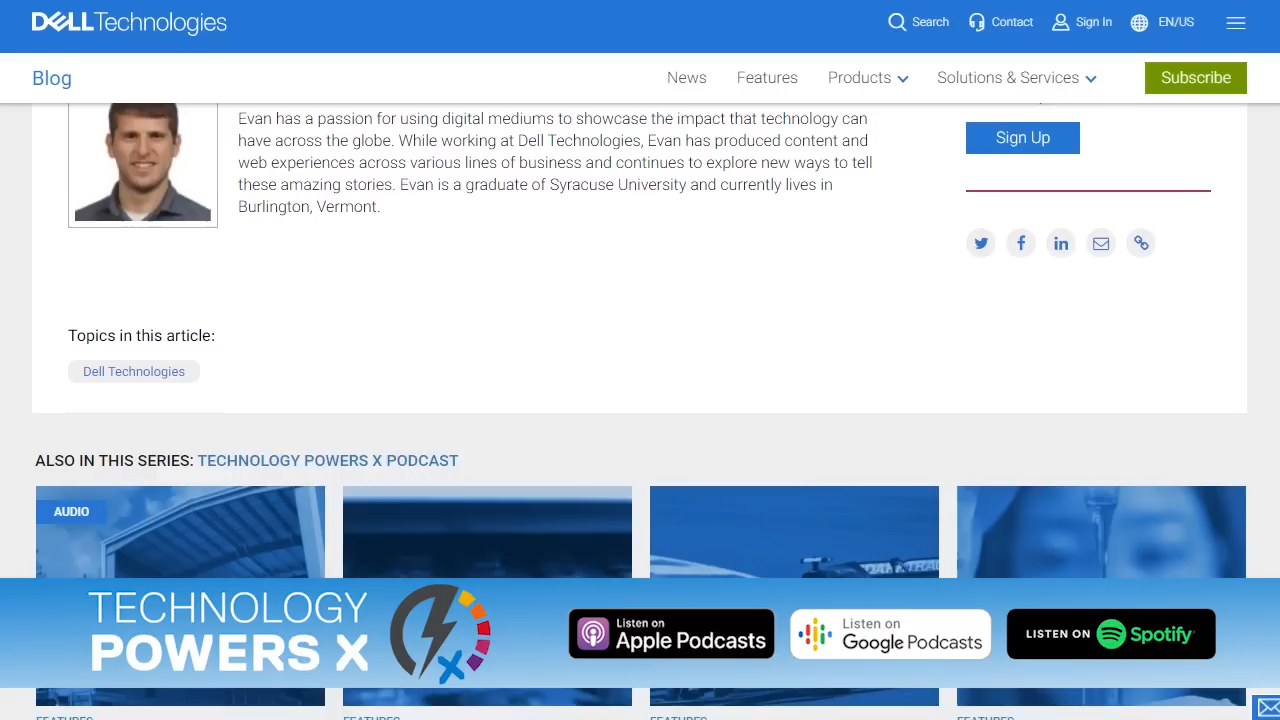 DELLTechnologies
Search
Contact
Sign In
EN/US
Blog
News
Features
Products
Solutions & Services
Subscribe
Evan has a passion for using digital mediums to showcase the impact that technology can
have across the globe. While working at Dell Technologies, Evan has produced content and
web experiences across various lines of business and continues to explore new ways to tell
these amazing stories. Evan is a graduate of Syracuse University and currently lives in
Burlington, Vermont.
Sign Up
Topics in this article:
Dell Technologies
ALSO IN THIS SERIES: TECHNOLOGY POWERS X PODCAST
AUDIO
TECHNOLOGY
POWERS X
Listen on
Apple Podcasts
Listen on
Google Podcasts
LISTEN ON Spotify
FEATURES
FEATURES
FEATURES
FEATURES